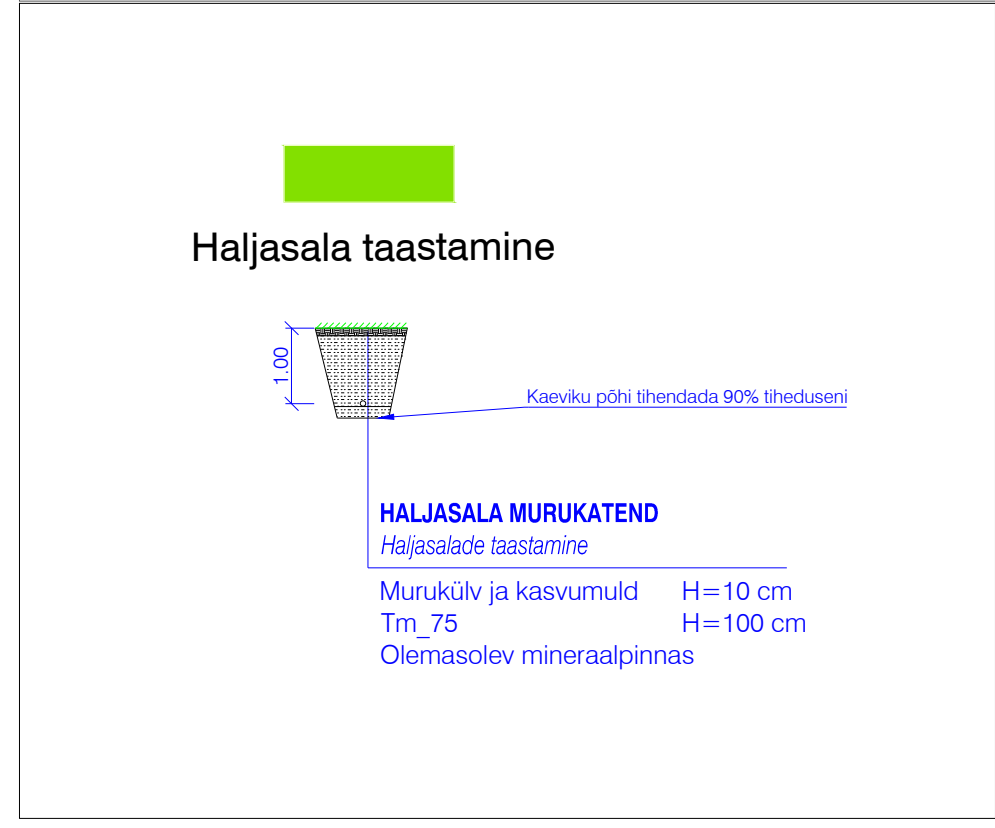 Haljasala taastamine
1.00
Kaeviku põhi tihendada 90% tiheduseni
HALJASALA MURUKATEND
Haljasalade taastamine
Murukülv ja kasvumuld H=10 cm
Tm_75 H=100 cm
Olemasolev mineraalpinnas